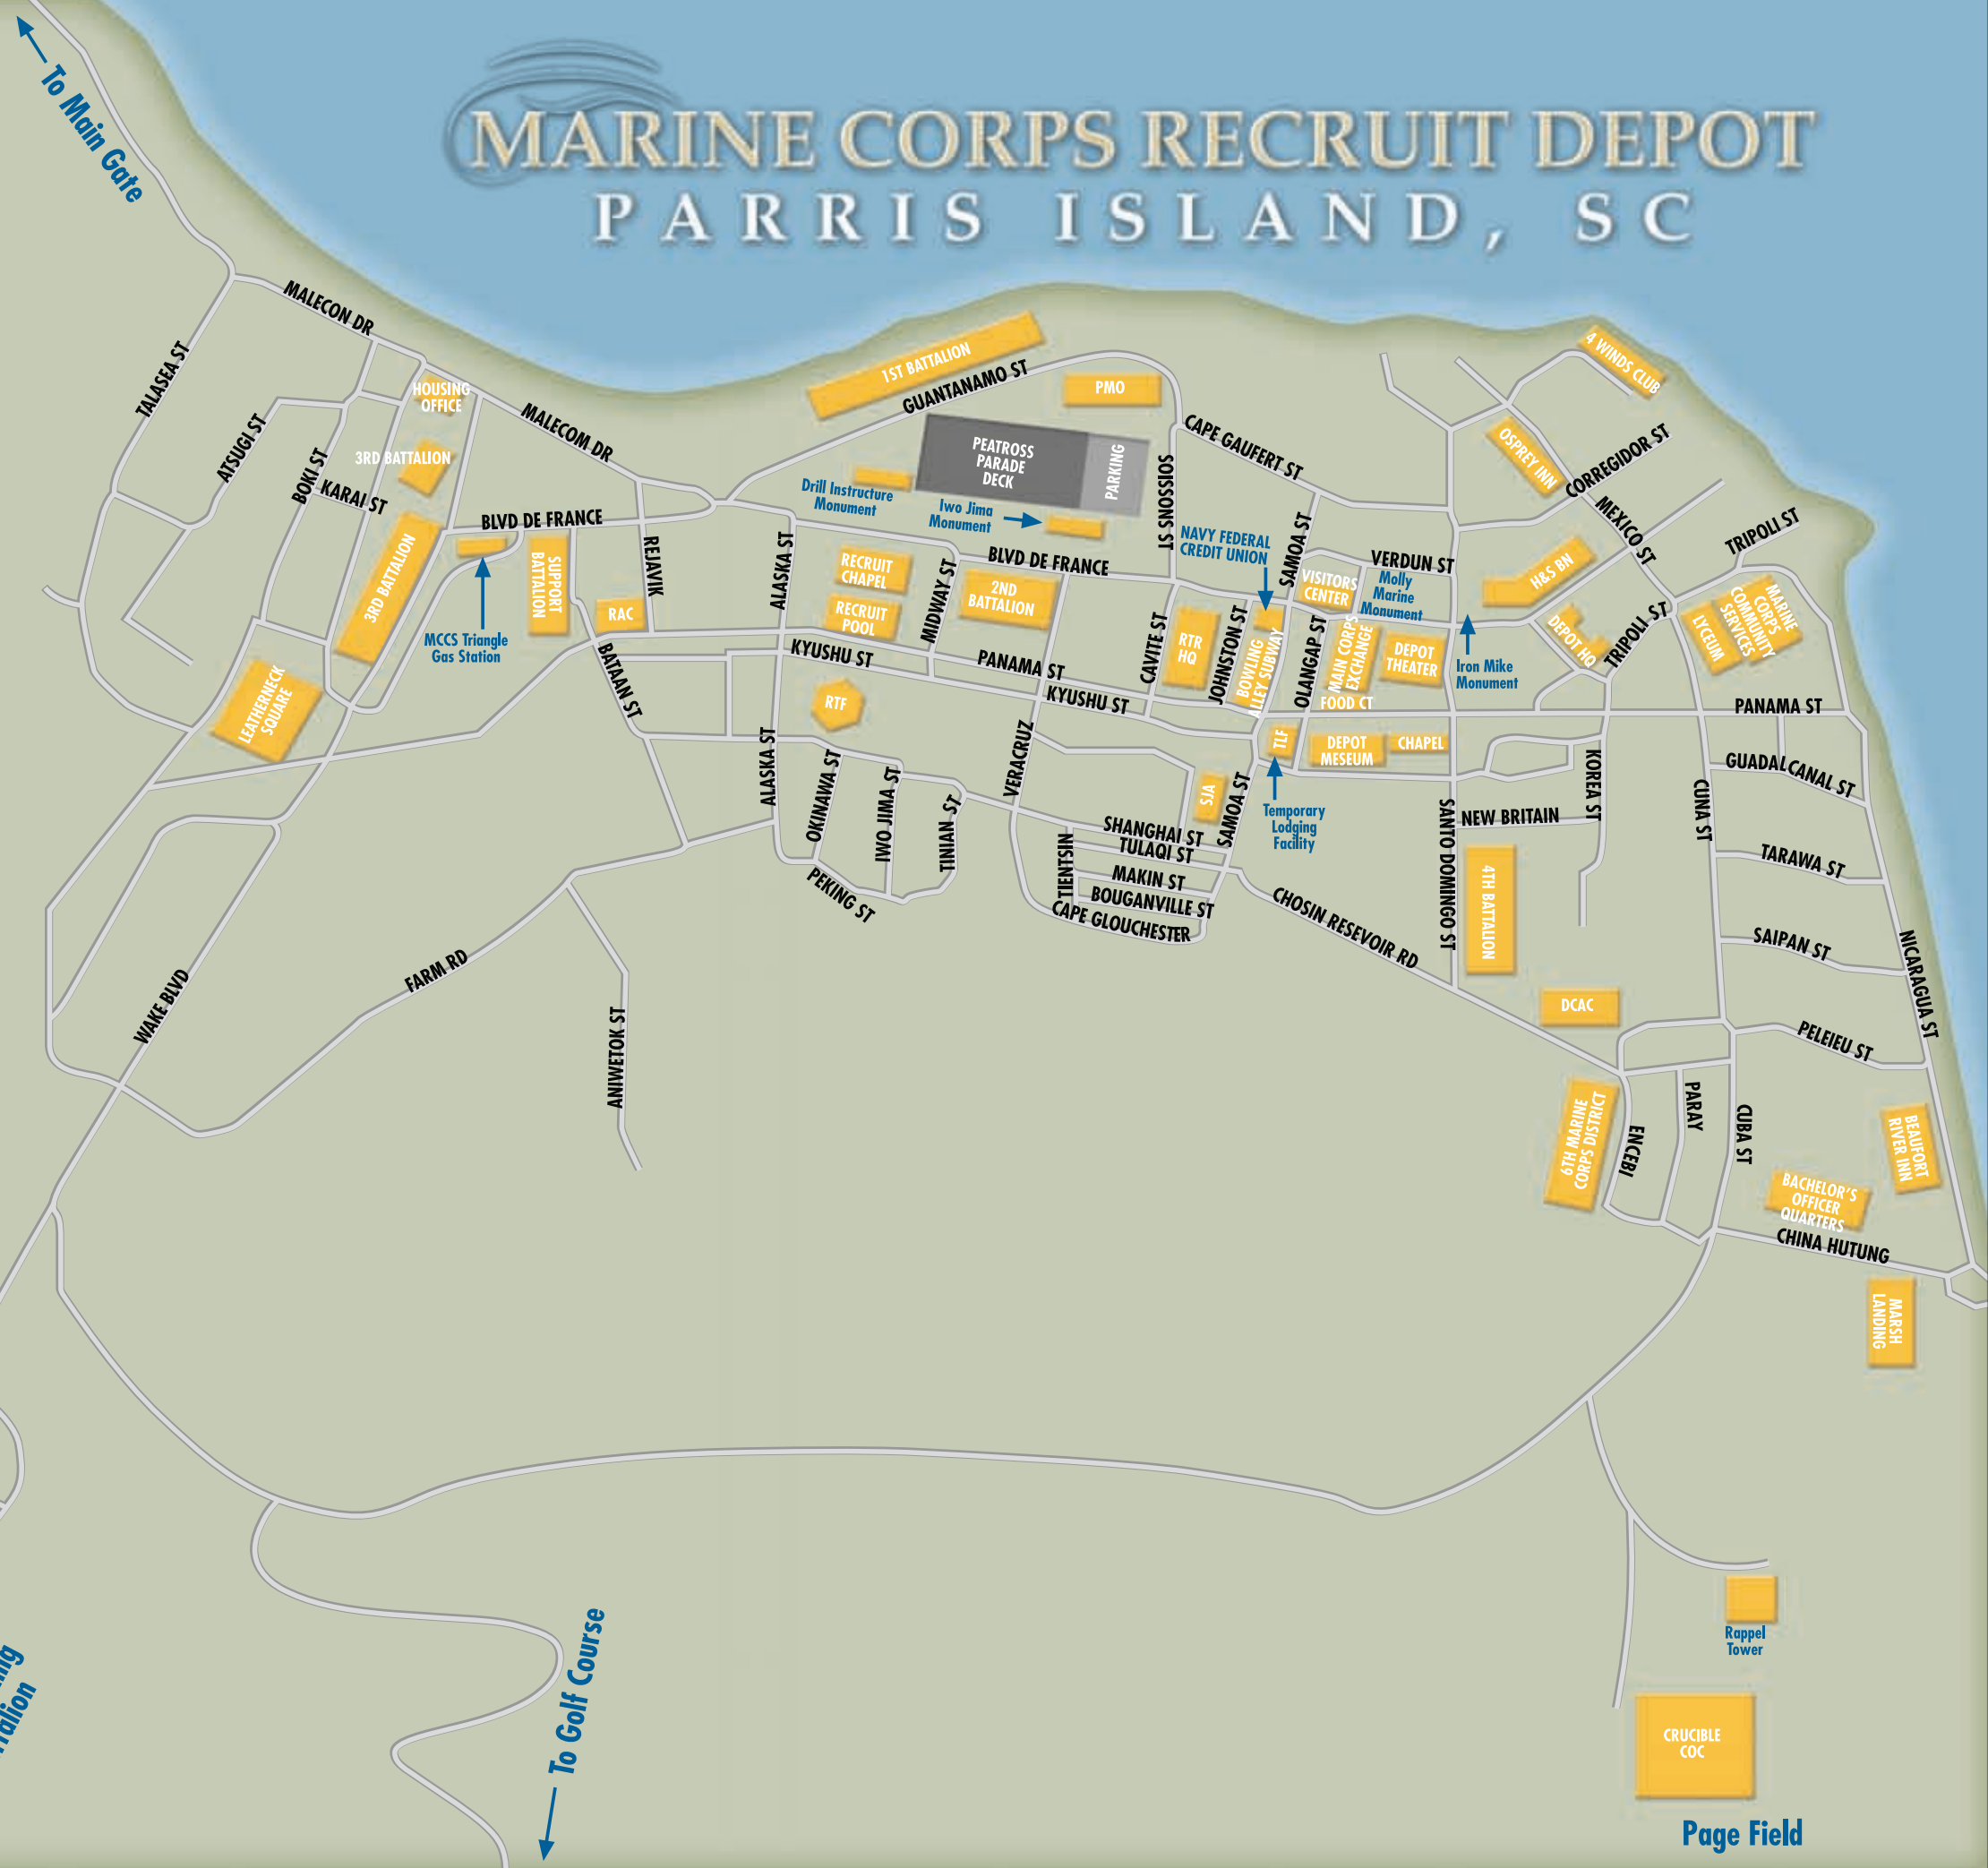 MARINE CORPS RECRUIT DEPOT
PARRIS ISLAND, SC
To Main Gate
MALECON DR
TALASEA ST
ATSUGI ST
BOKI ST
KARAI ST
HOUSING
OFFICE
3RD BATTALION
MALECOM DR
BLVD DE FRANCE
3RD BATTALION
MCCS Triangle
Gas Station
SUPPORT
BATTALION
RAC
REJAVIK
LEATHERNECK
SQUARE
BATAAN ST
1ST BATTALION
GUANTANAMO ST
PMO
PEATROSS
PARADE
DECK
PARKING
Drill Instructure
Monument
Iwo Jima
Monument
SOISSONS ST
CAPE GAUFERT ST
ALASKA ST
RECRUIT
CHAPEL
RECRUIT
POOL
MIDWAY ST
BLVD DE FRANCE
2ND
BATTALION
KYUSHU ST
PANAMA ST
KYUSHU ST
RTF
CAVITE ST
RTR
HQ
JOHNSTON ST
NAVY FEDERAL
CREDIT UNION
SAMOA ST
BOWLING
ALLEY SUBWAY
OLANGAP ST
VISITORS
CENTER
VERDUN ST
Molly
Marine
Monument
MAIN CORPS
EXCHANGE
FOOD CT
DEPOT
THEATER
Iron Mike
Monument
4 WINDS CLUB
OSPREY INN
CORREGIDOR ST
MEXICO ST
H&S BN
DEPOT HQ
TRIPOLI ST
TRIPOLI ST
LYCEUM
MARINE
CORPS
COMMUNITY
SERVICES
PANAMA ST
TLF
DEPOT
MESEUM
CHAPEL
Temporary
Lodging
Facility
SJA
SAMOA ST
VERACRUZ
ALASKA ST
OKINAWA ST
IWO JIMA ST
TINIAN ST
PEKING ST
TIENTSIN
SHANGHAI ST
TULAQI ST
MAKIN ST
BOUGANVILLE ST
CAPE GLOUCHESTER
CHOSIN RESEVOIR RD
SANTO DOMINGO ST
NEW BRITAIN
KOREA ST
4TH BATTALION
CUNA ST
GUADALCANAL ST
TARAWA ST
SAIPAN ST
NICARAGUA ST
PELEIEU ST
DCAC
6TH MARINE
CORPS DISTRICT
ENCEBI
PARAY
CUBA ST
BEAUFORT
RIVER INN
BACHELOR'S
OFFICER
QUARTERS
CHINA HUTUNG
MARSH
LANDING
FARM RD
WAKE BLVD
ANIWETOK ST
To Golf Course
Rappel
Tower
CRUCIBLE
COC
Page Field